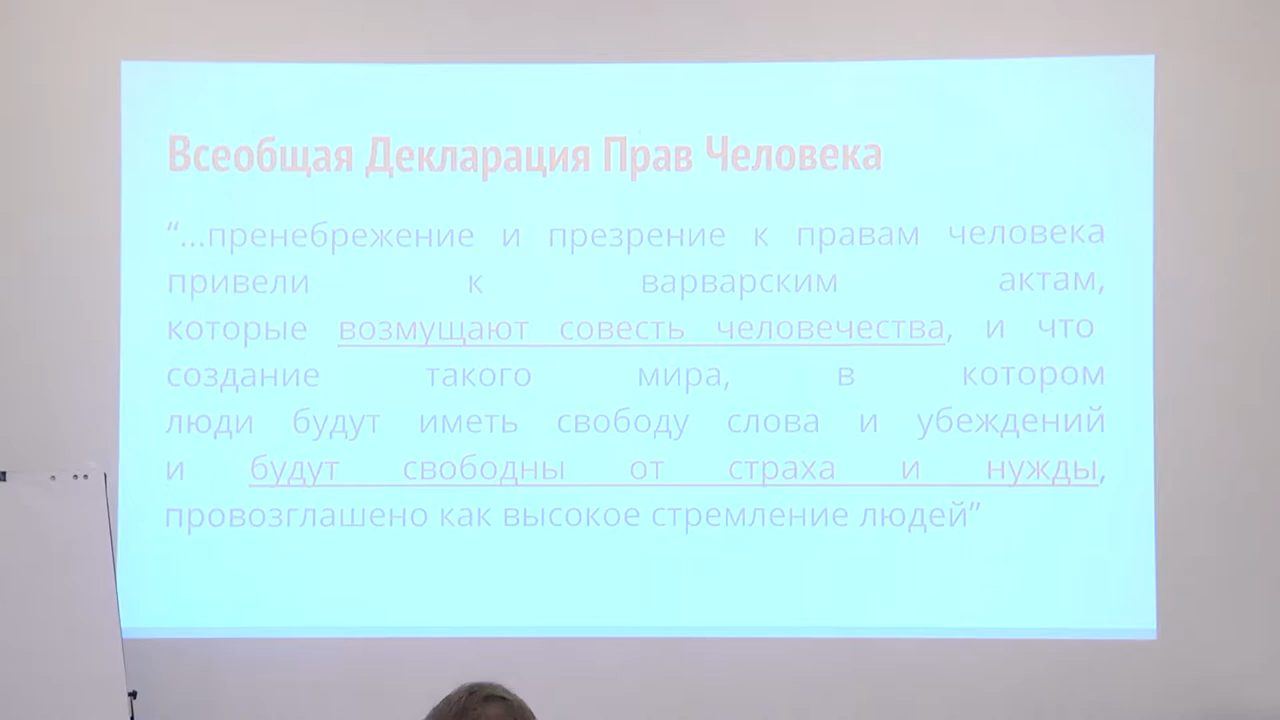 Всеобщая Декларация Прав Человека
“...пренебрежение и презрение к правам человека
привели к варварским актам,
которые возмущают совесть человечества, и что
создание такого мира, в котором
люди будут иметь свободу слова и убеждений
и будут свободны от страха и нужды,
провозглашено как высокое стремление людей”